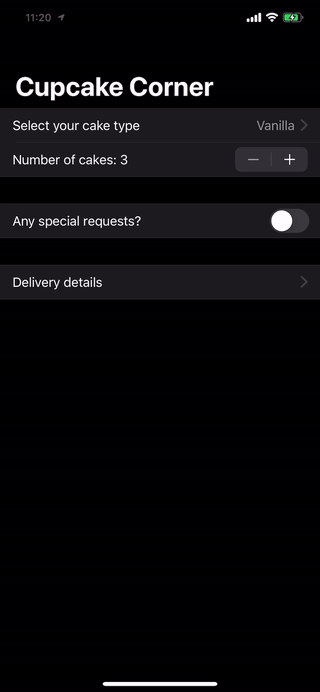 11:20
Cupcake Corner
Select your cake type Vanilla
Number of cakes: 3
Any special requests?
Delivery details